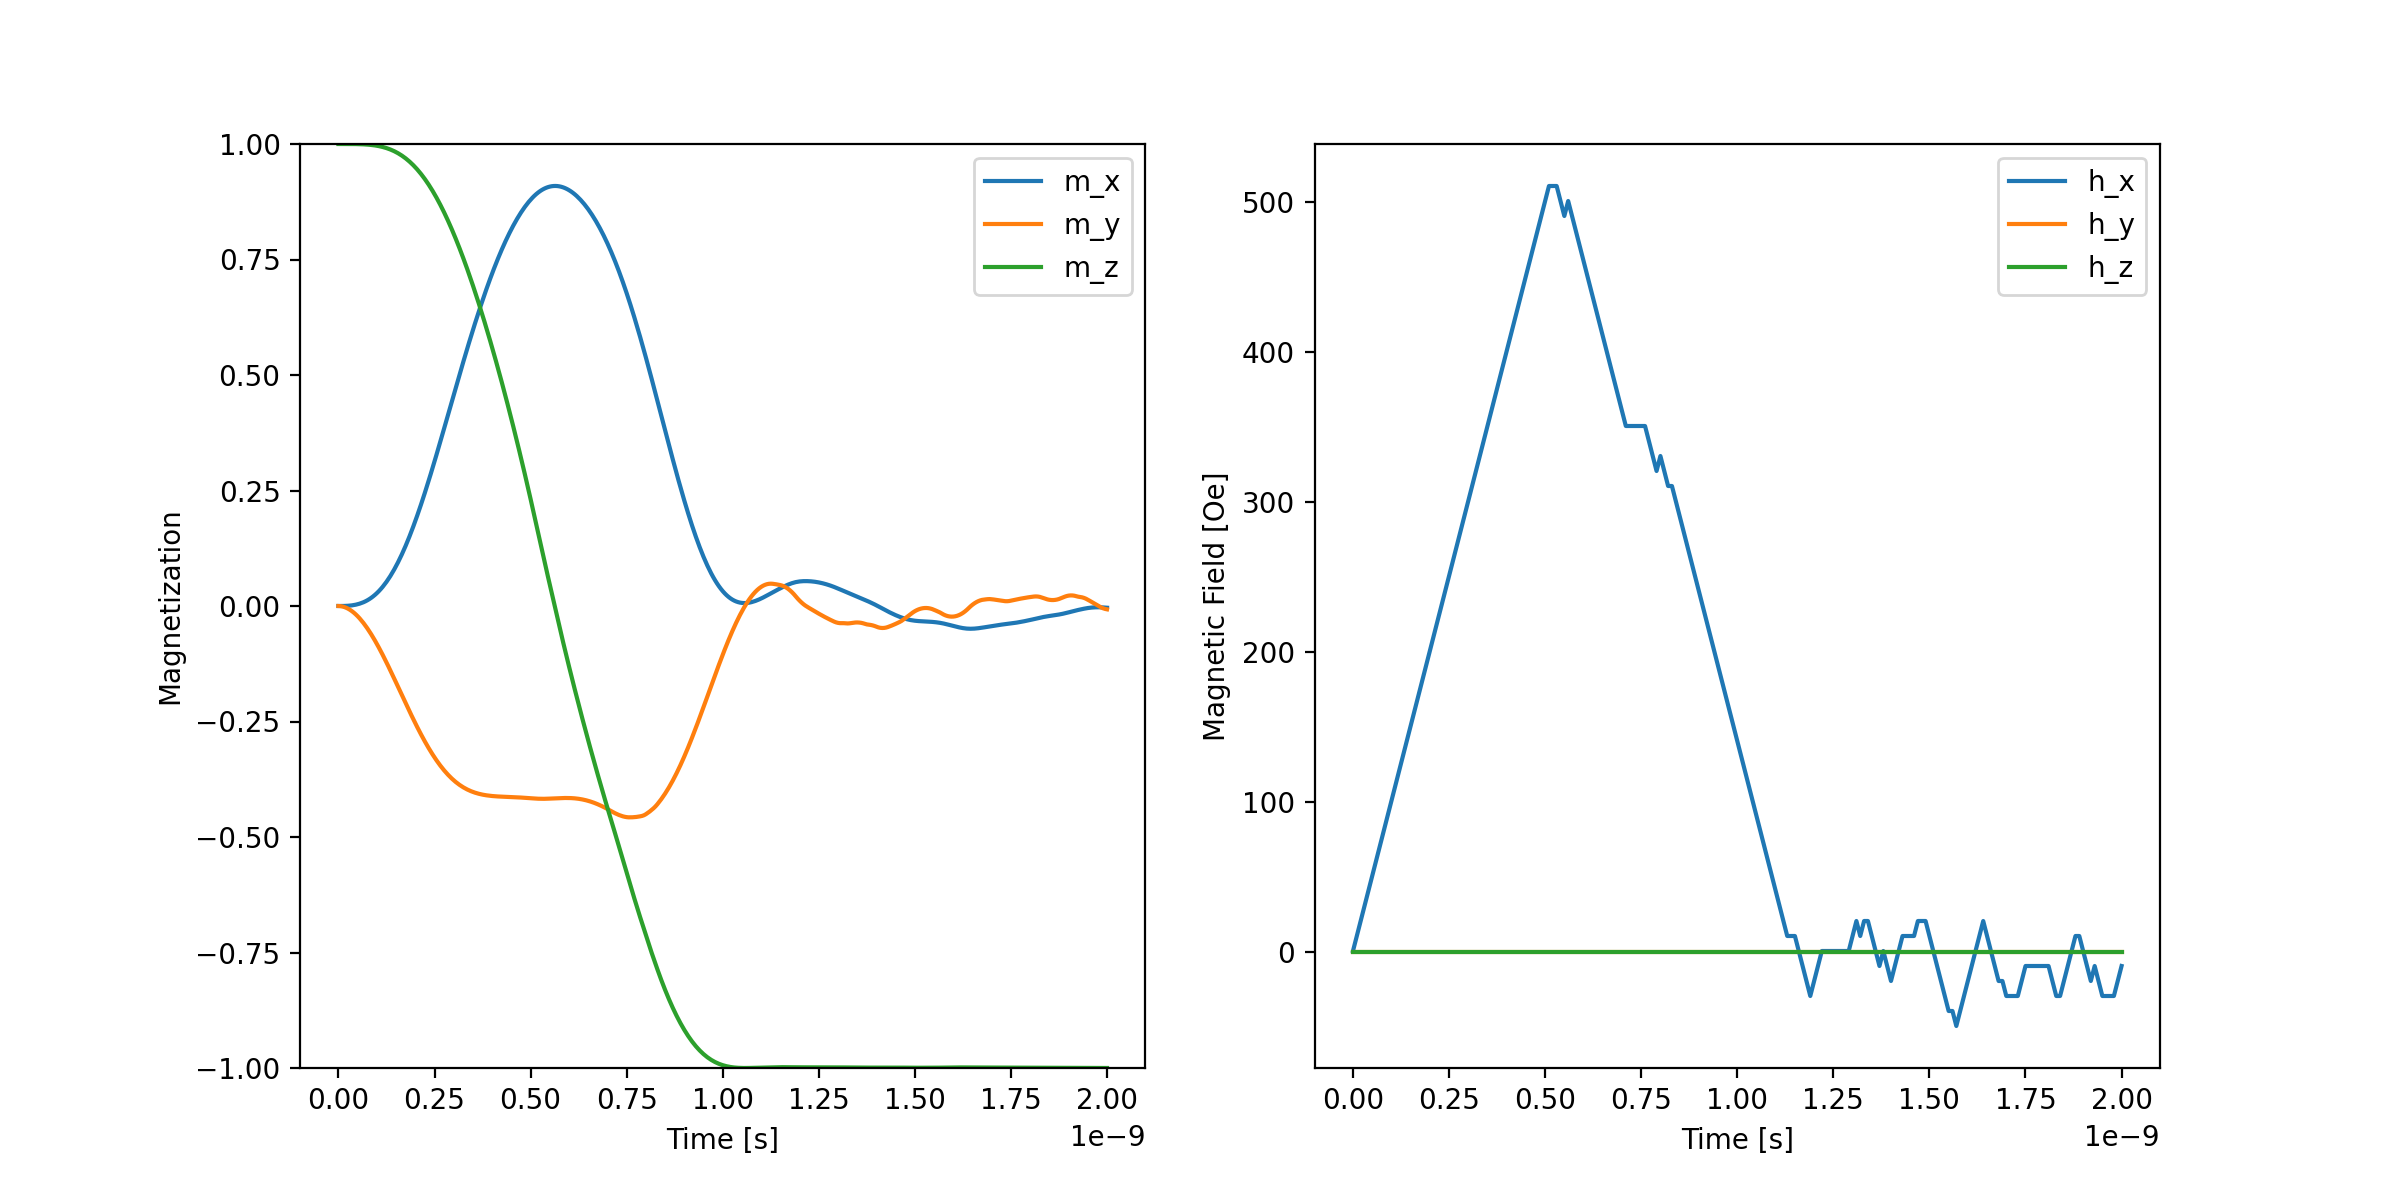 1.00
0.75
0.50
0.25
0.00
−0.25
−0.50
−0.75
−1.00
Magnetization
m_x
m_y
m_z
0.00 0.25 0.50 0.75 1.00 1.25 1.50 1.75 2.00
Time [s]
1e−9
500
400
300
200
100
0
Magnetic Field [Oe]
h_x
h_y
h_z
0.00 0.25 0.50 0.75 1.00 1.25 1.50 1.75 2.00
Time [s]
1e−9